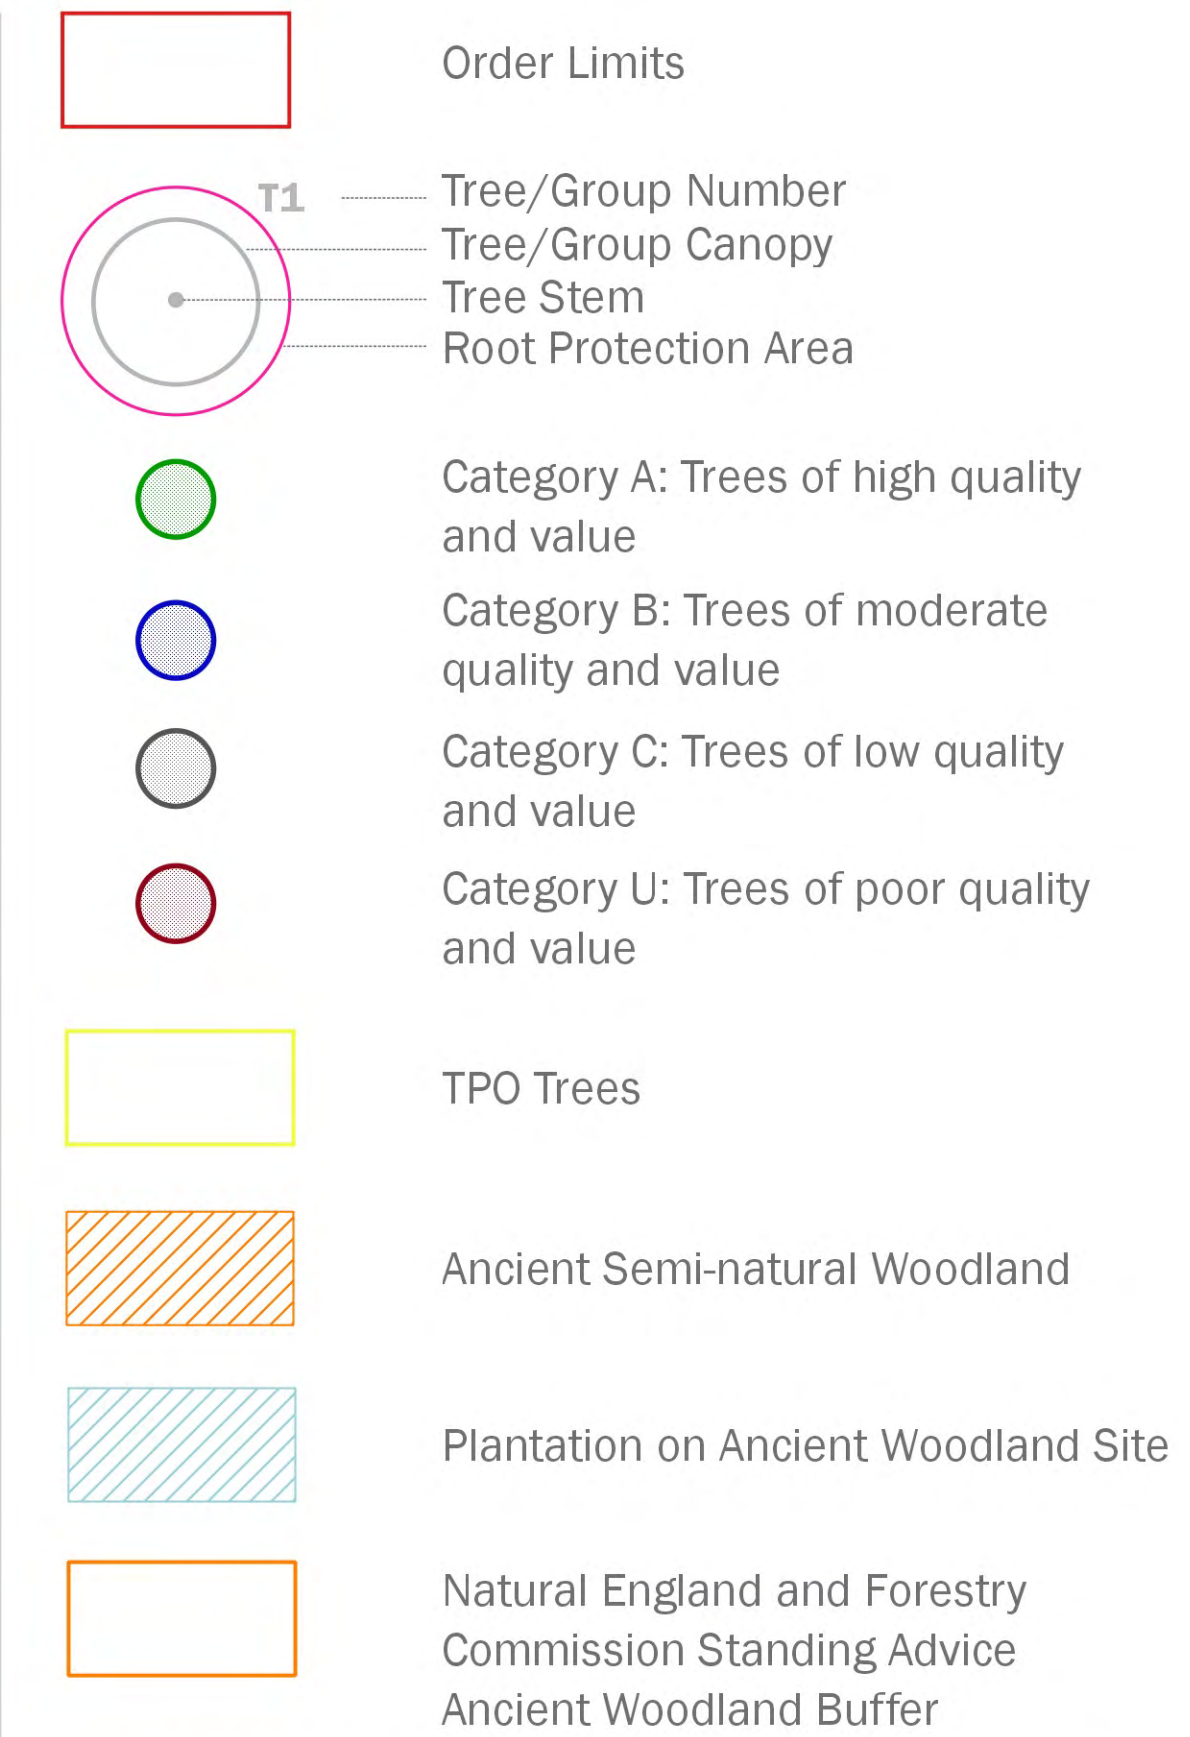 Order Limits
T1
Tree/Group Number
Tree/Group Canopy
Tree Stem
Root Protection Area
Category A: Trees of high quality
and value
Category B: Trees of moderate
quality and value
Category C: Trees of low quality
and value
Category U: Trees of poor quality
and value
TPO Trees
Ancient Semi-natural Woodland
Plantation on Ancient Woodland Site
Natural England and Forestry
Commission Standing Advice
Ancient Woodland Buffer